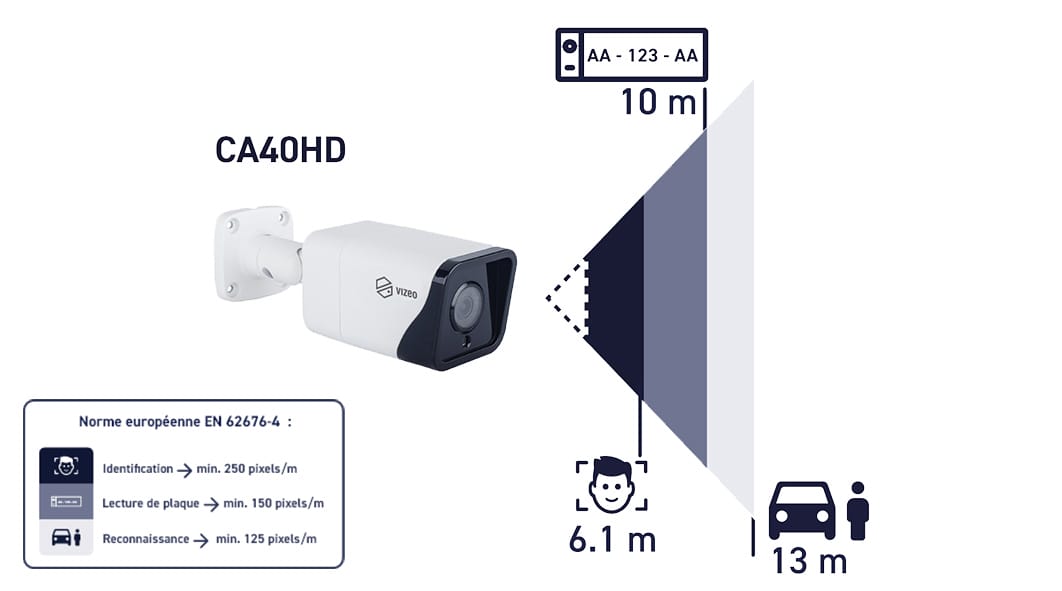 AA - 123 - AA
10 m
CA40HD
vizeo
Norme européenne EN 62676-4 :
Identification → min. 250 pixels/m
Lecture de plaque → min. 150 pixels/m
Reconnaissance → min. 125 pixels/m
6.1 m
13 m